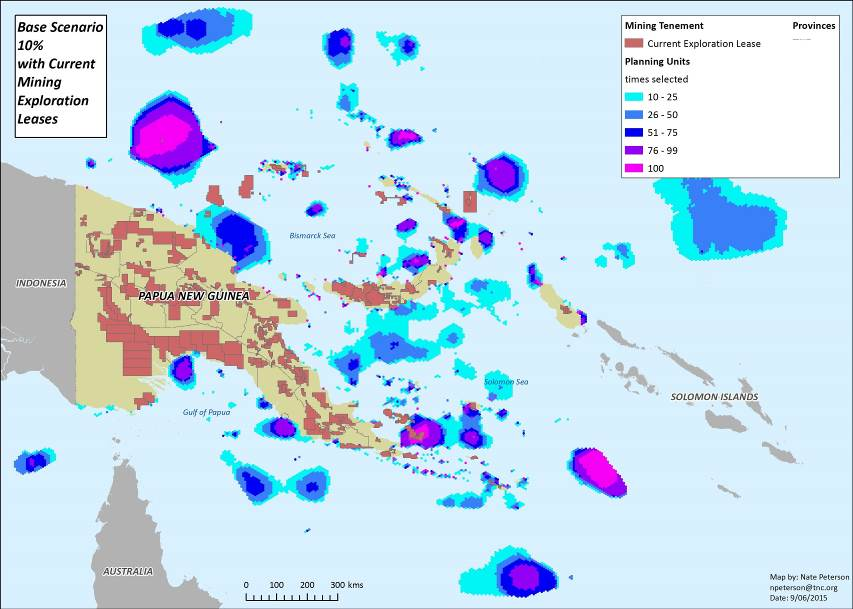 Base Scenario
10%
with Current
Mining
Exploration
Leases
Mining Tenement
Provinces
Current Exploration Lease
Planning Units
times selected
10 - 25
26 - 50
51 - 75
76 - 99
100
Bismarck Sea
INDONESIA
PAPUA NEW GUINEA
Solomon Sea
SOLOMON ISLANDS
Gulf of Papua
AUSTRALIA
0 100 200 300 kms
Map by: Nate Peterson
npeterson@tnc.org
Date: 9/06/2015